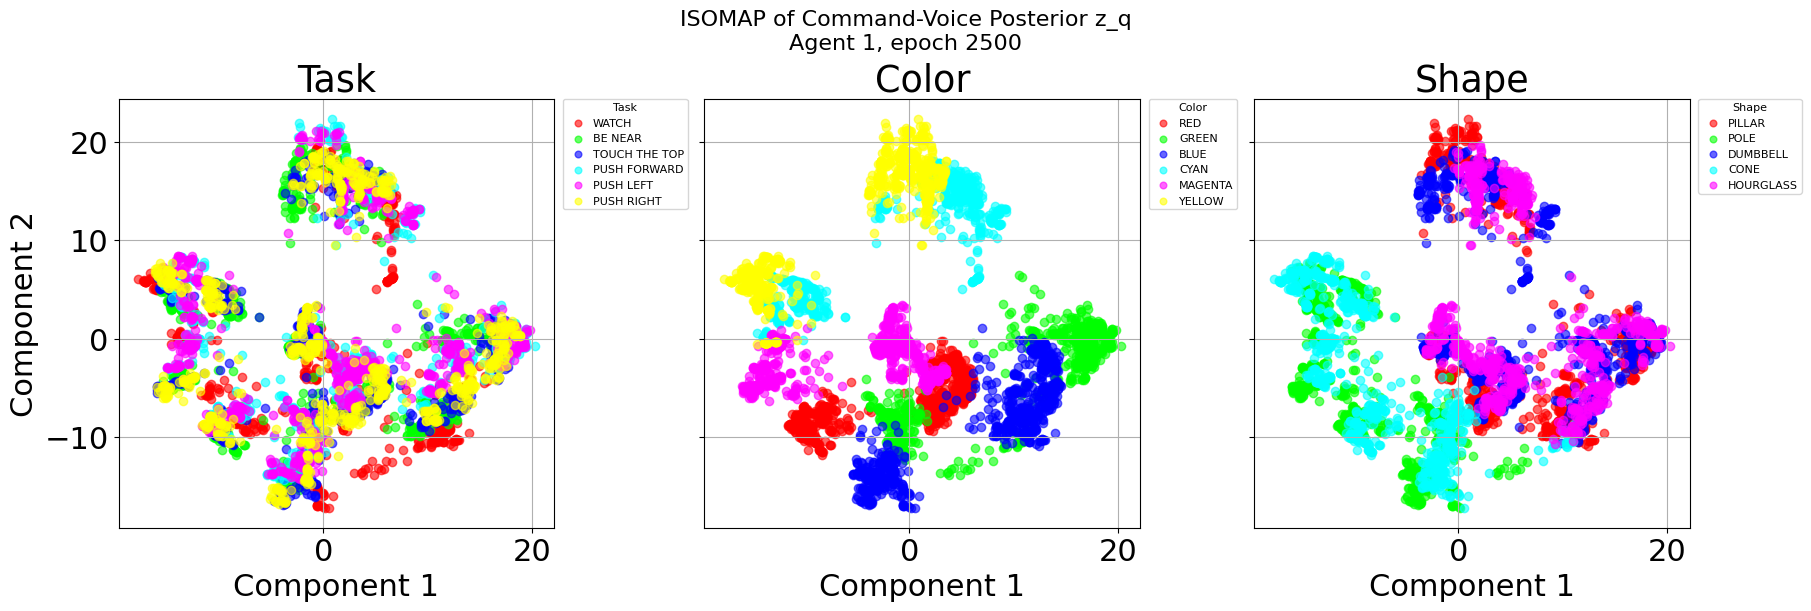 ISOMAP of Command-Voice Posterior z_q
Agent 1, epoch 2500
Task
Color
Shape
Task
WATCH
BE NEAR
TOUCH THE TOP
PUSH FORWARD
PUSH LEFT
PUSH RIGHT
Color
RED
GREEN
BLUE
CYAN
MAGENTA
YELLOW
Shape
PILLAR
POLE
DUMBBELL
CONE
HOURGLASS
Component 2
20
10
0
−10
0 20
0 20
0 20
Component 1
Component 1
Component 1